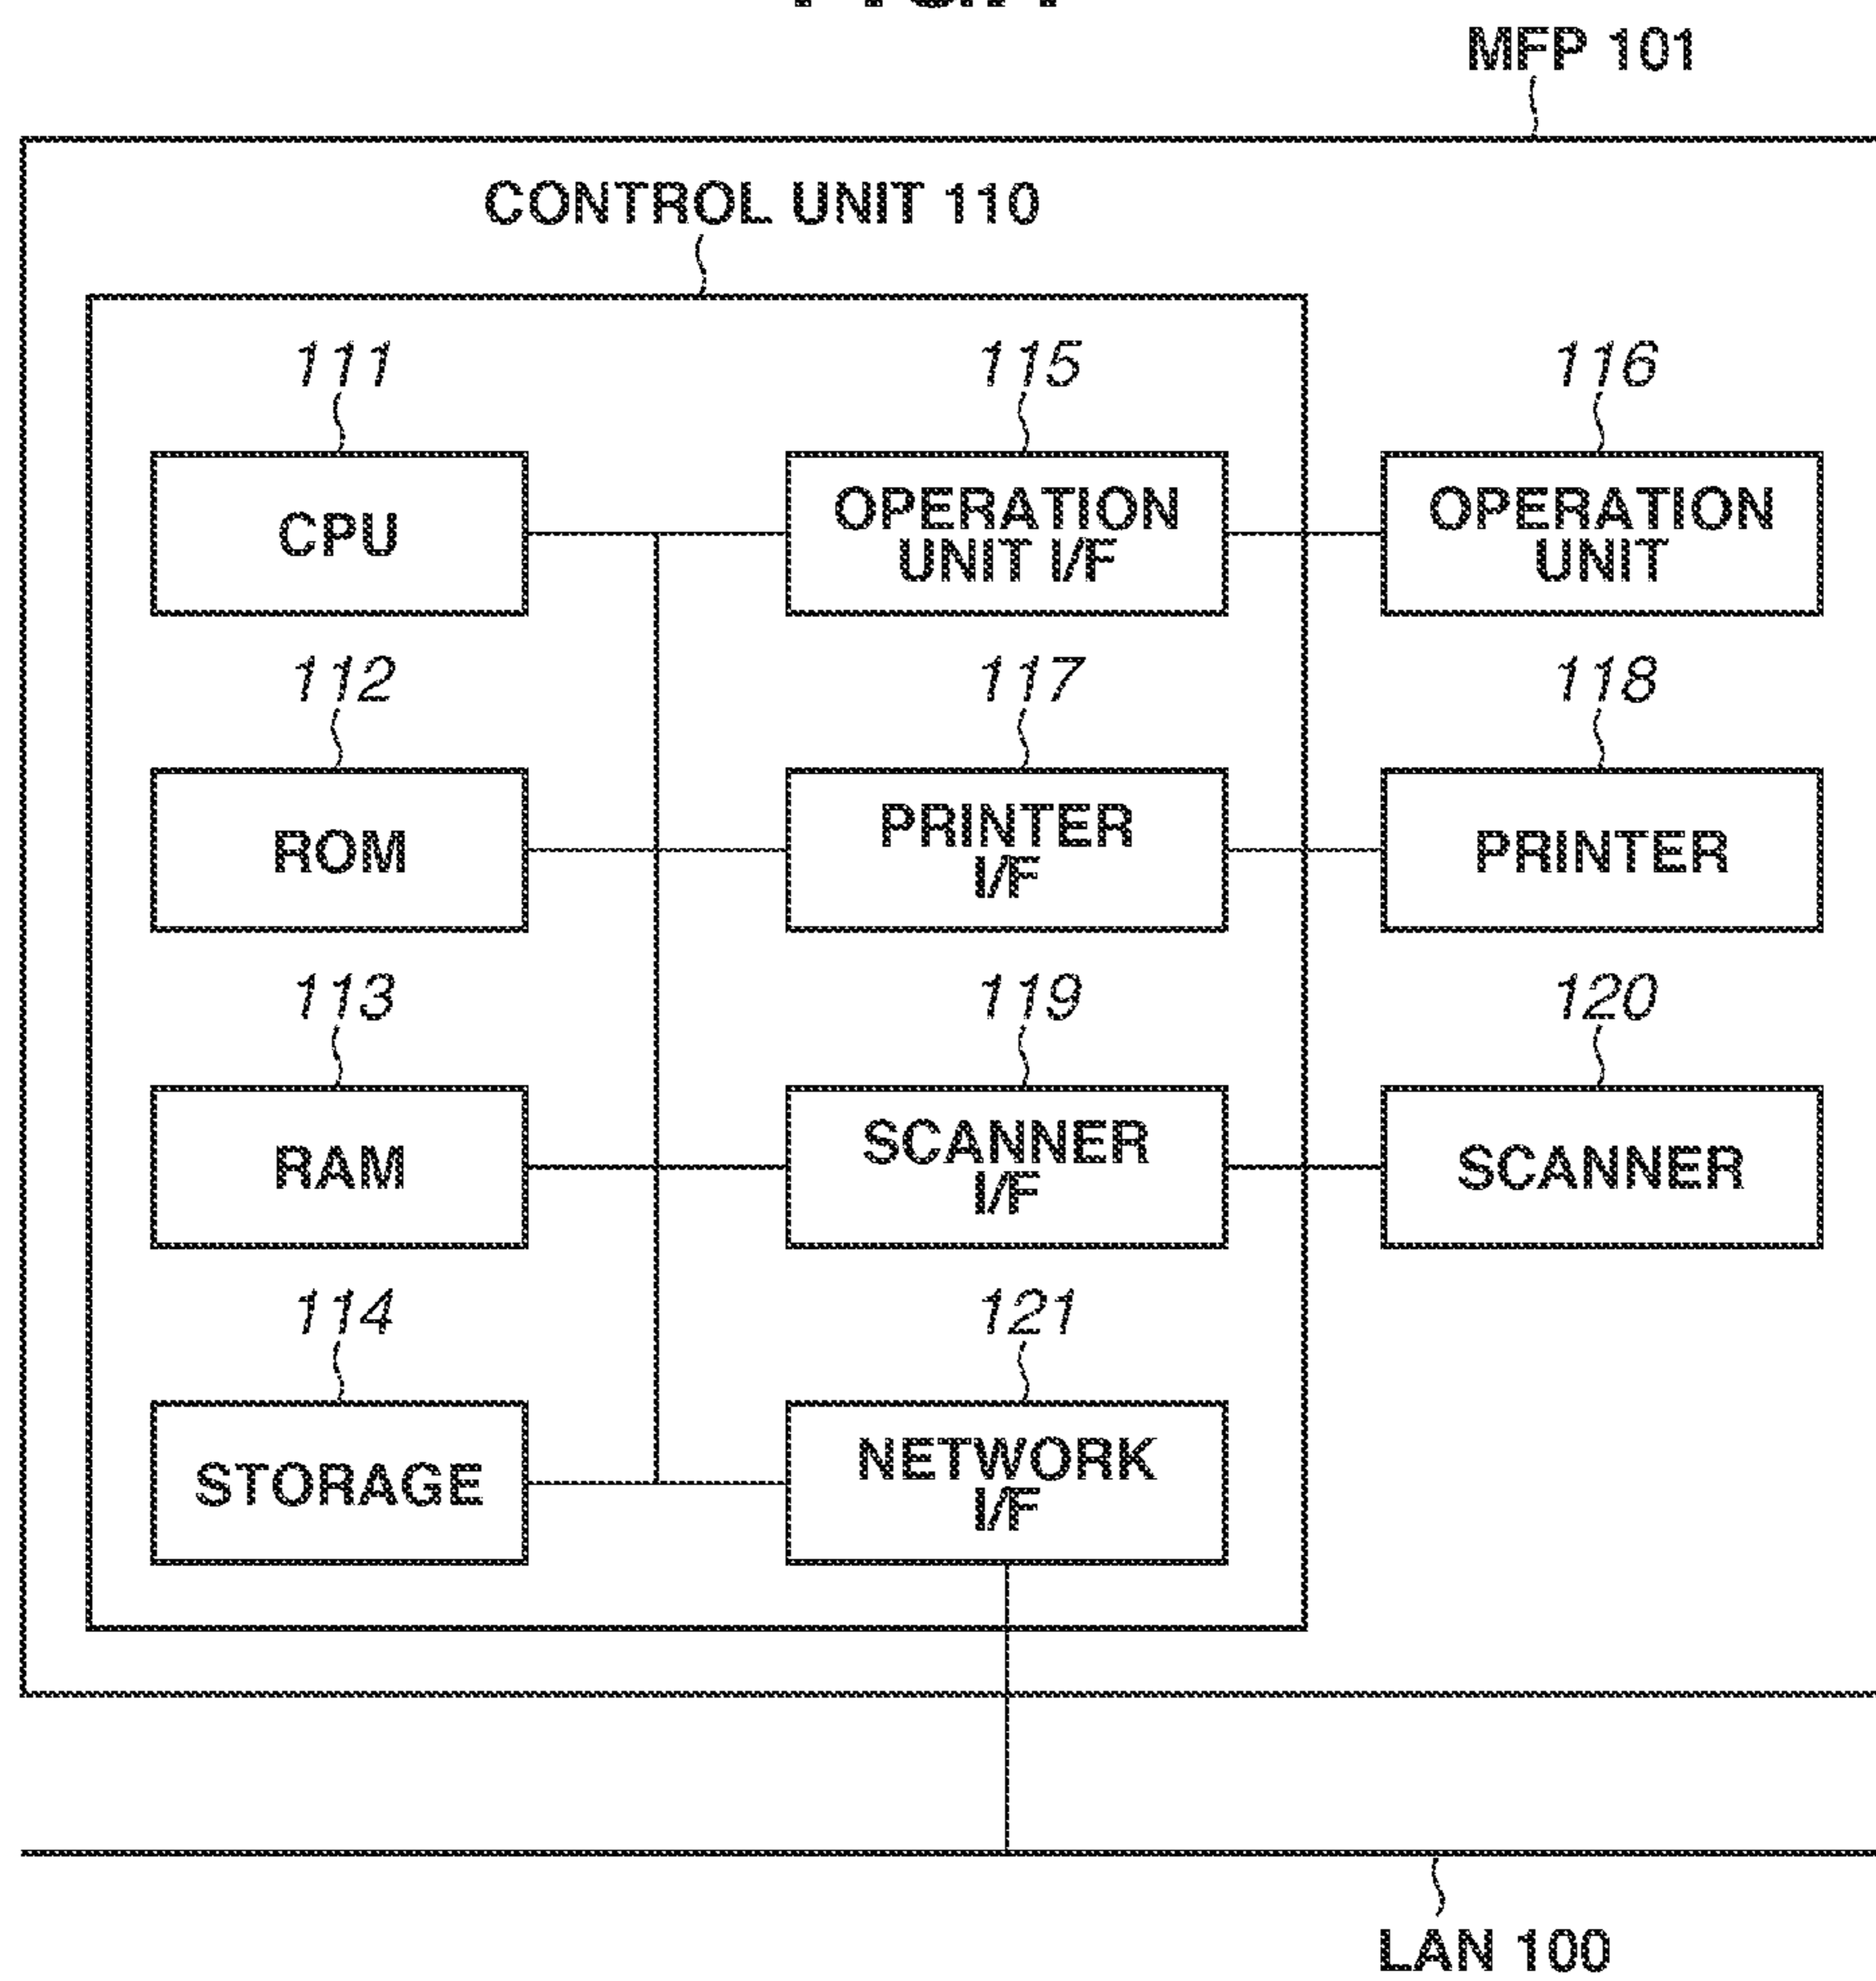 MFP 101
CONTROL UNIT 110
111
115
116
CPU
OPERATION
UNIT I/F
OPERATION
UNIT
112
117
118
ROM
PRINTER
I/F
PRINTER
113
119
120
RAM
SCANNER
I/F
SCANNER
114
121
STORAGE
NETWORK
I/F
LAN 100